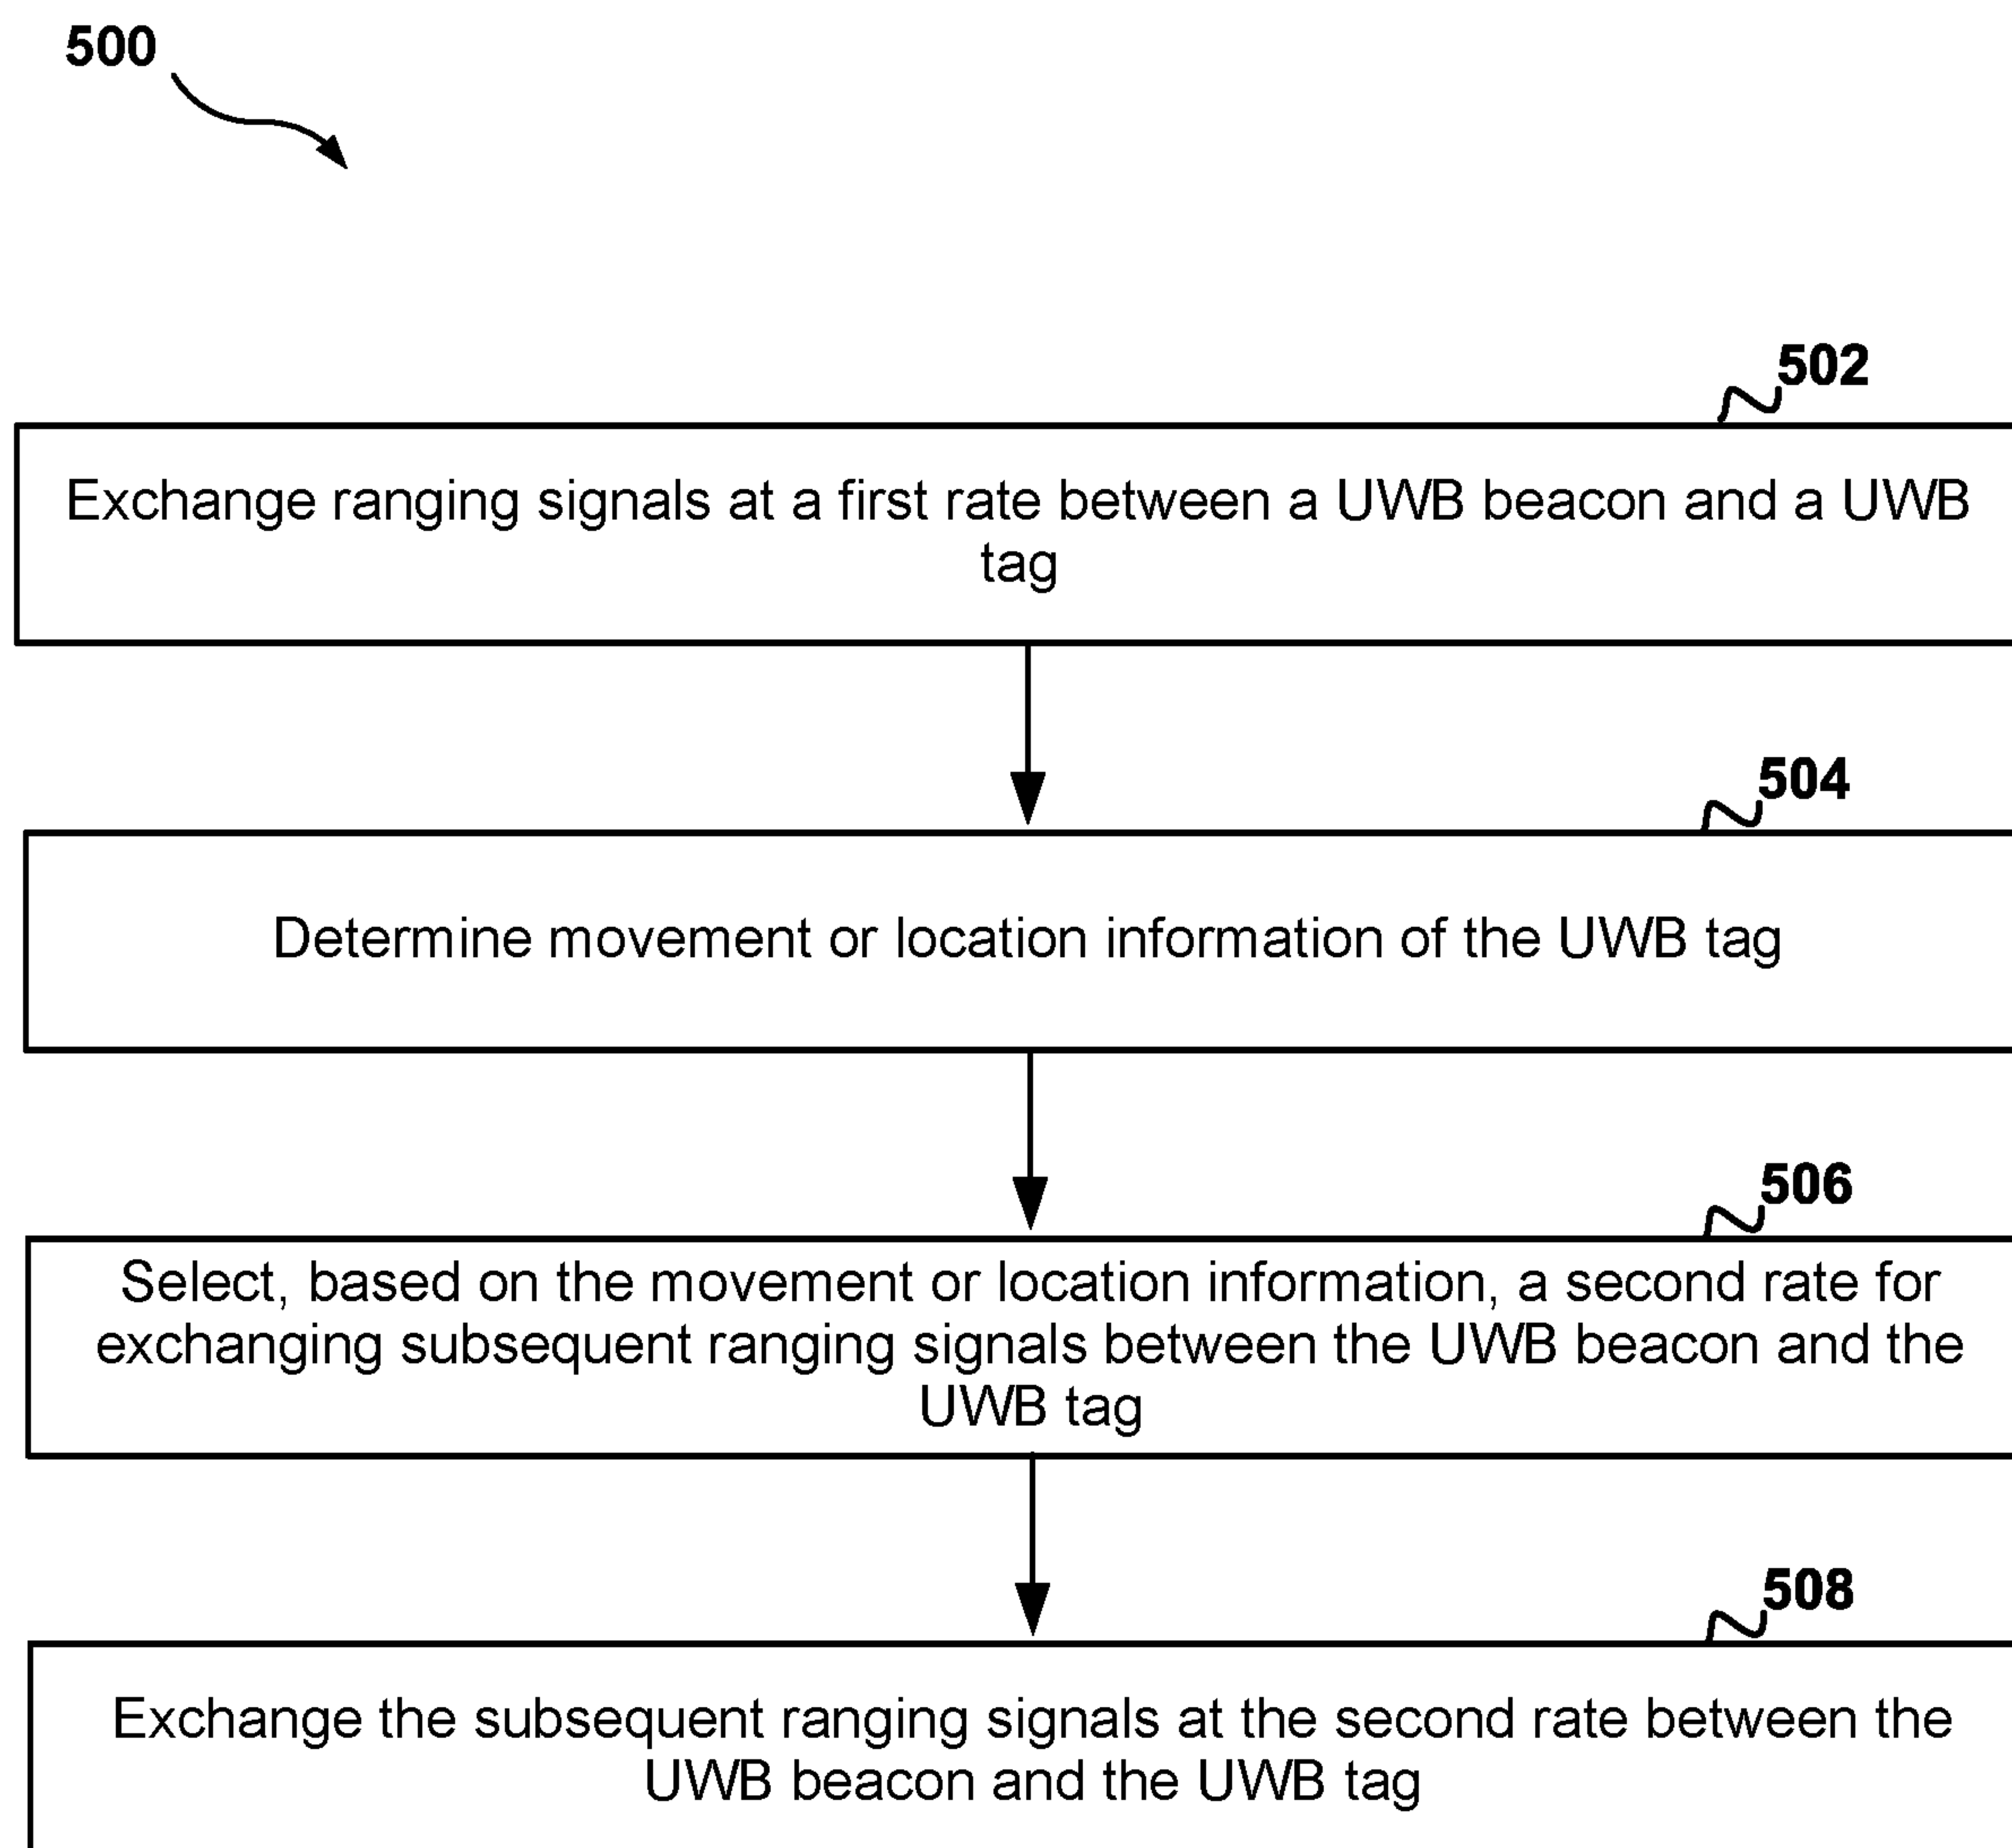 500
502
Exchange ranging signals at a first rate between a UWB beacon and a UWB
tag
504
Determine movement or location information of the UWB tag
506
Select, based on the movement or location information, a second rate for
exchanging subsequent ranging signals between the UWB beacon and the
UWB tag
508
Exchange the subsequent ranging signals at the second rate between the
UWB beacon and the UWB tag